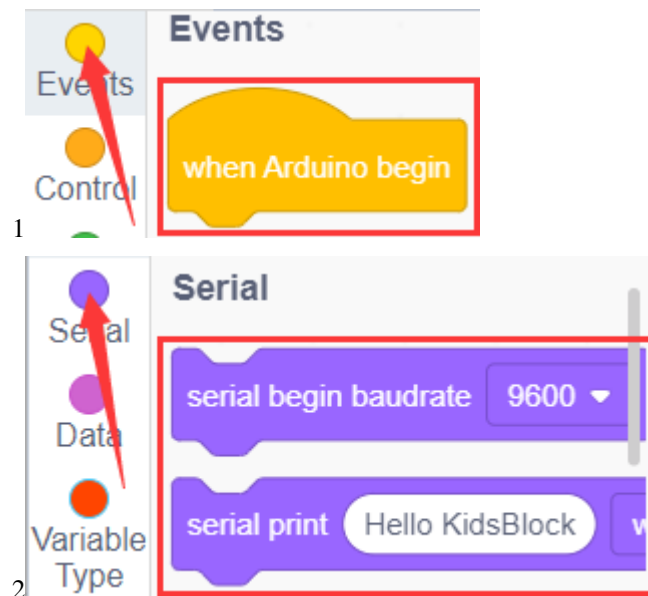 Events
Events
Control
when Arduino begin
1
Serial
Serial
Data
Variable
Type
serial begin baudrate 9600
serial print Hello KidsBlock
2